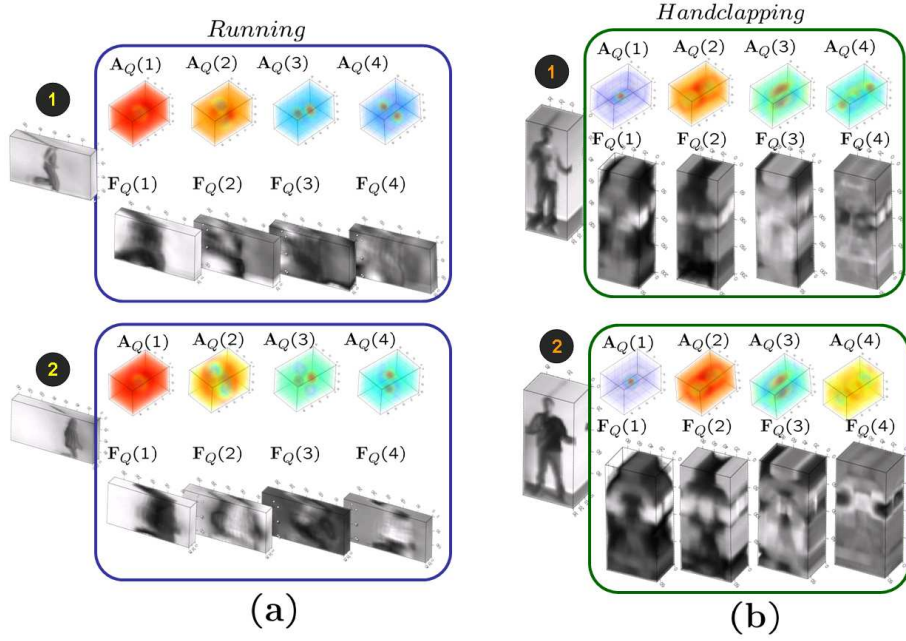 Running
1
A_Q(1) A_Q(2) A_Q(3) A_Q(4)
F_Q(1) F_Q(2) F_Q(3) F_Q(4)
2
A_Q(1) A_Q(2) A_Q(3) A_Q(4)
F_Q(1) F_Q(2) F_Q(3) F_Q(4)
(a)
Handclapping
1
A_Q(1) A_Q(2) A_Q(3) A_Q(4)
F_Q(1) F_Q(2) F_Q(3) F_Q(4)
2
A_Q(1) A_Q(2) A_Q(3) A_Q(4)
F_Q(1) F_Q(2) F_Q(3) F_Q(4)
(b)